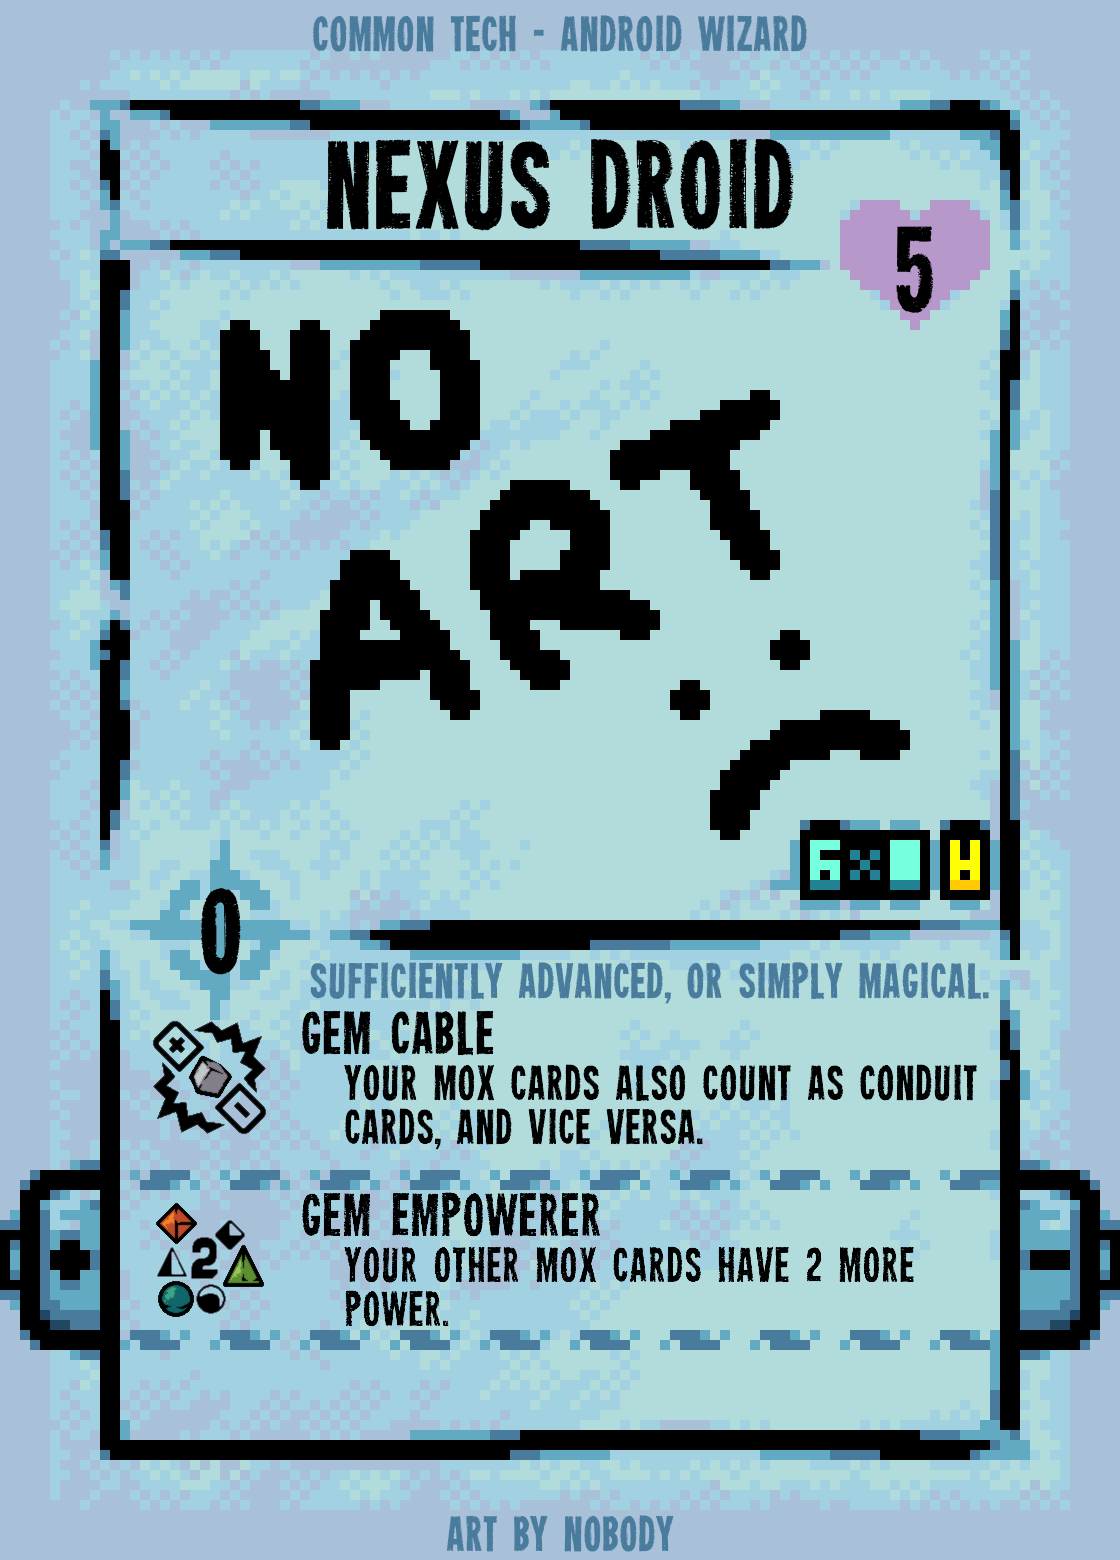 COMMON TECH - ANDROID WIZARD
NEXUS DROID
5
NO
ART
:(
6x
0
SUFFICIENTLY ADVANCED, OR SIMPLY MAGICAL.
GEM CABLE
YOUR MOX CARDS ALSO COUNT AS CONDUIT
CARDS, AND VICE VERSA.
GEM EMPOWERER
2
YOUR OTHER MOX CARDS HAVE 2 MORE
POWER.
+
-
ART BY NOBODY